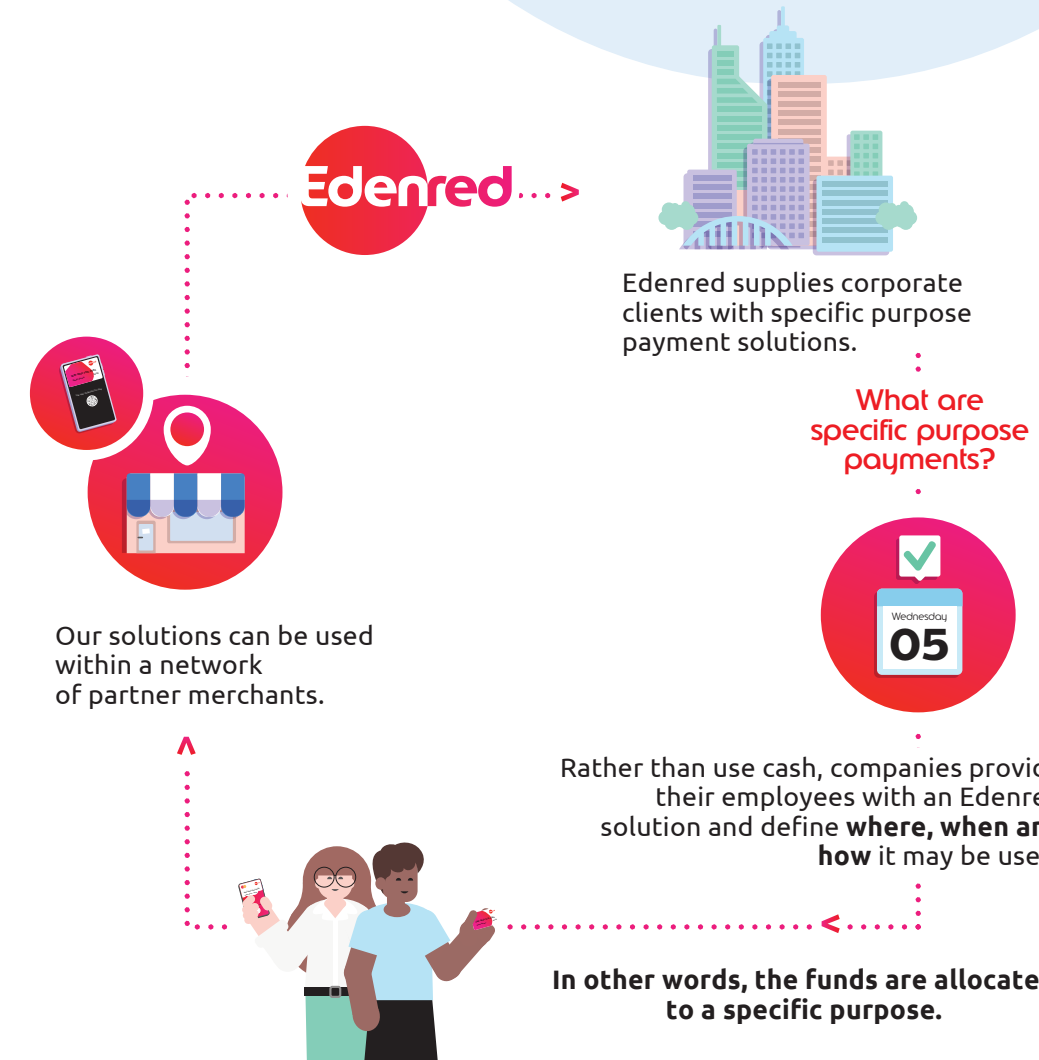 Edenred
Edenred supplies corporate
clients with specific purpose
payment solutions.
What are
specific purpose
payments?
Wednesday
05
Our solutions can be used
within a network
of partner merchants.
Rather than use cash, companies provid
their employees with an Edenre
solution and define where, when an
how it may be use
In other words, the funds are allocate
to a specific purpose.